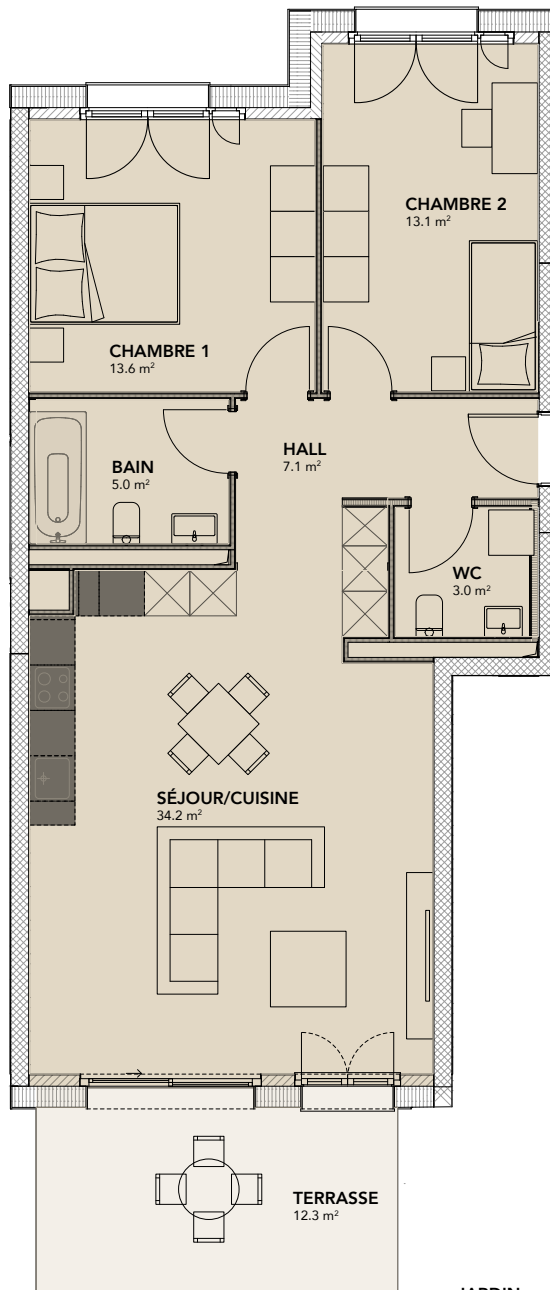 CHAMBRE 2
13.1 m²
CHAMBRE 1
13.6 m²
HALL
7.1 m²
BAIN
5.0 m²
WC
3.0 m²
SÉJOUR/CUISINE
34.2 m²
TERRASSE
12.3 m²
JARDIN